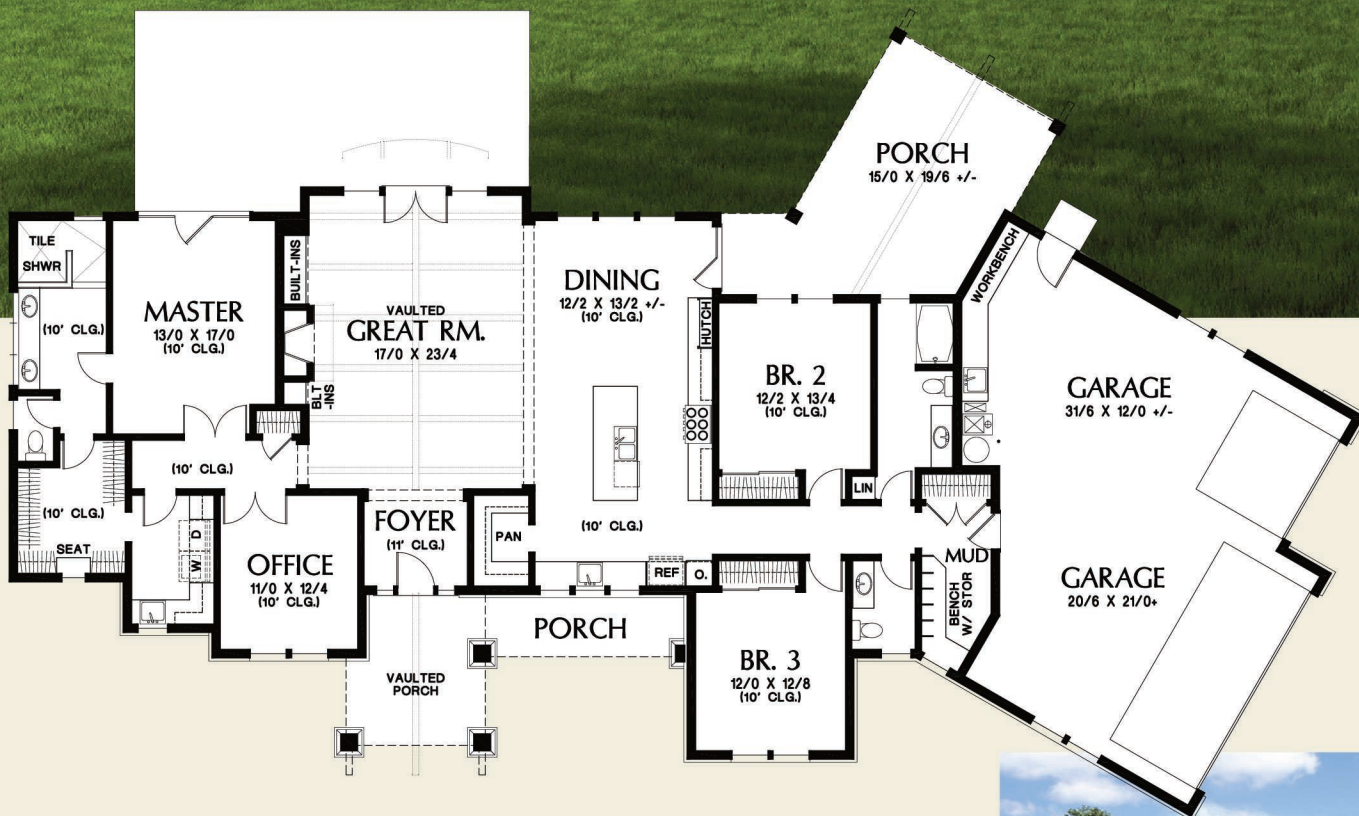 PORCH
15/0 X 19/6 +/-
TILE
SHWR
(10' CLG.)
MASTER
13/0 X 17/0
(10' CLG.)
BUILT-INS
VAULTED
GREAT RM.
17/0 X 23/4
BLT
-INS
DINING
12/2 X 13/2 +/-
(10' CLG.)
HUTCH
BR. 2
12/2 X 13/4
(10' CLG.)
WORKBENCH
GARAGE
31/6 X 12/0 +/-
(10' CLG.)
(10' CLG.)
SEAT
W
D
OFFICE
11/0 X 12/4
(10' CLG.)
FOYER
(11' CLG.)
PAN
(10' CLG.)
REF
O.
LIN
MUD
BENCH
W/ STOR
GARAGE
20/6 X 21/0+
PORCH
VAULTED
PORCH
BR. 3
12/0 X 12/8
(10' CLG.)